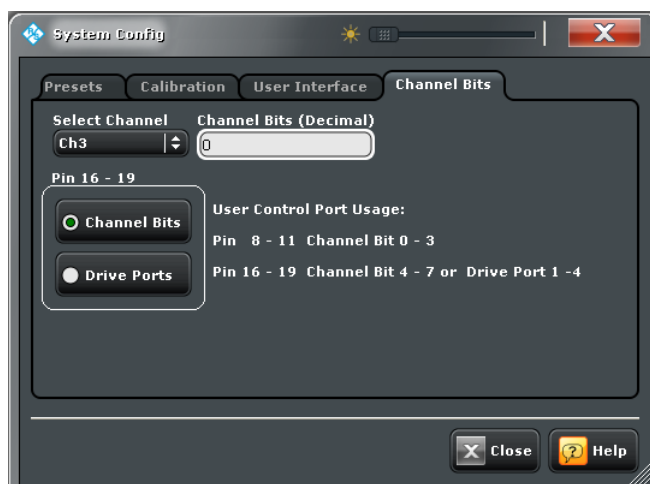 System Config
Presets Calibration User Interface Channel Bits
Select Channel Channel Bits (Decimal)
Ch3 0
Pin 16 - 19
Channel Bits
Drive Ports
User Control Port Usage:
Pin 8 - 11 Channel Bit 0 - 3
Pin 16 - 19 Channel Bit 4 - 7 or Drive Port 1 -4
Close Help